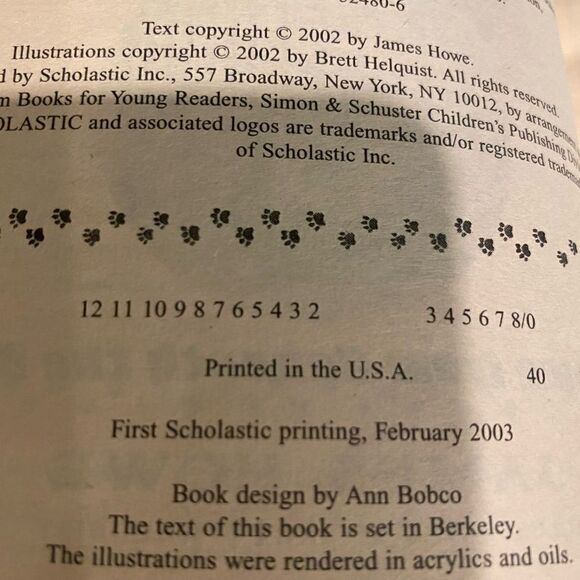 82480-6
Text copyright © 2002 by James Howe.
Illustrations copyright © 2002 by Brett Helquist. All rights reserved.
by Scholastic Inc., 557 Broadway, New York, NY 10012, by arrangement
Books for Young Readers, Simon & Schuster Children's Publishing
OLASTIC and associated logos are trademarks and/or registered
of Scholastic Inc.
12 11 10 9 8 7 6 5 4 3 2 3 4 5 6 7 8/0
Printed in the U.S.A. 40
First Scholastic printing, February 2003
Book design by Ann Bobco
The text of this book is set in Berkeley.
The illustrations were rendered in acrylics and oils.